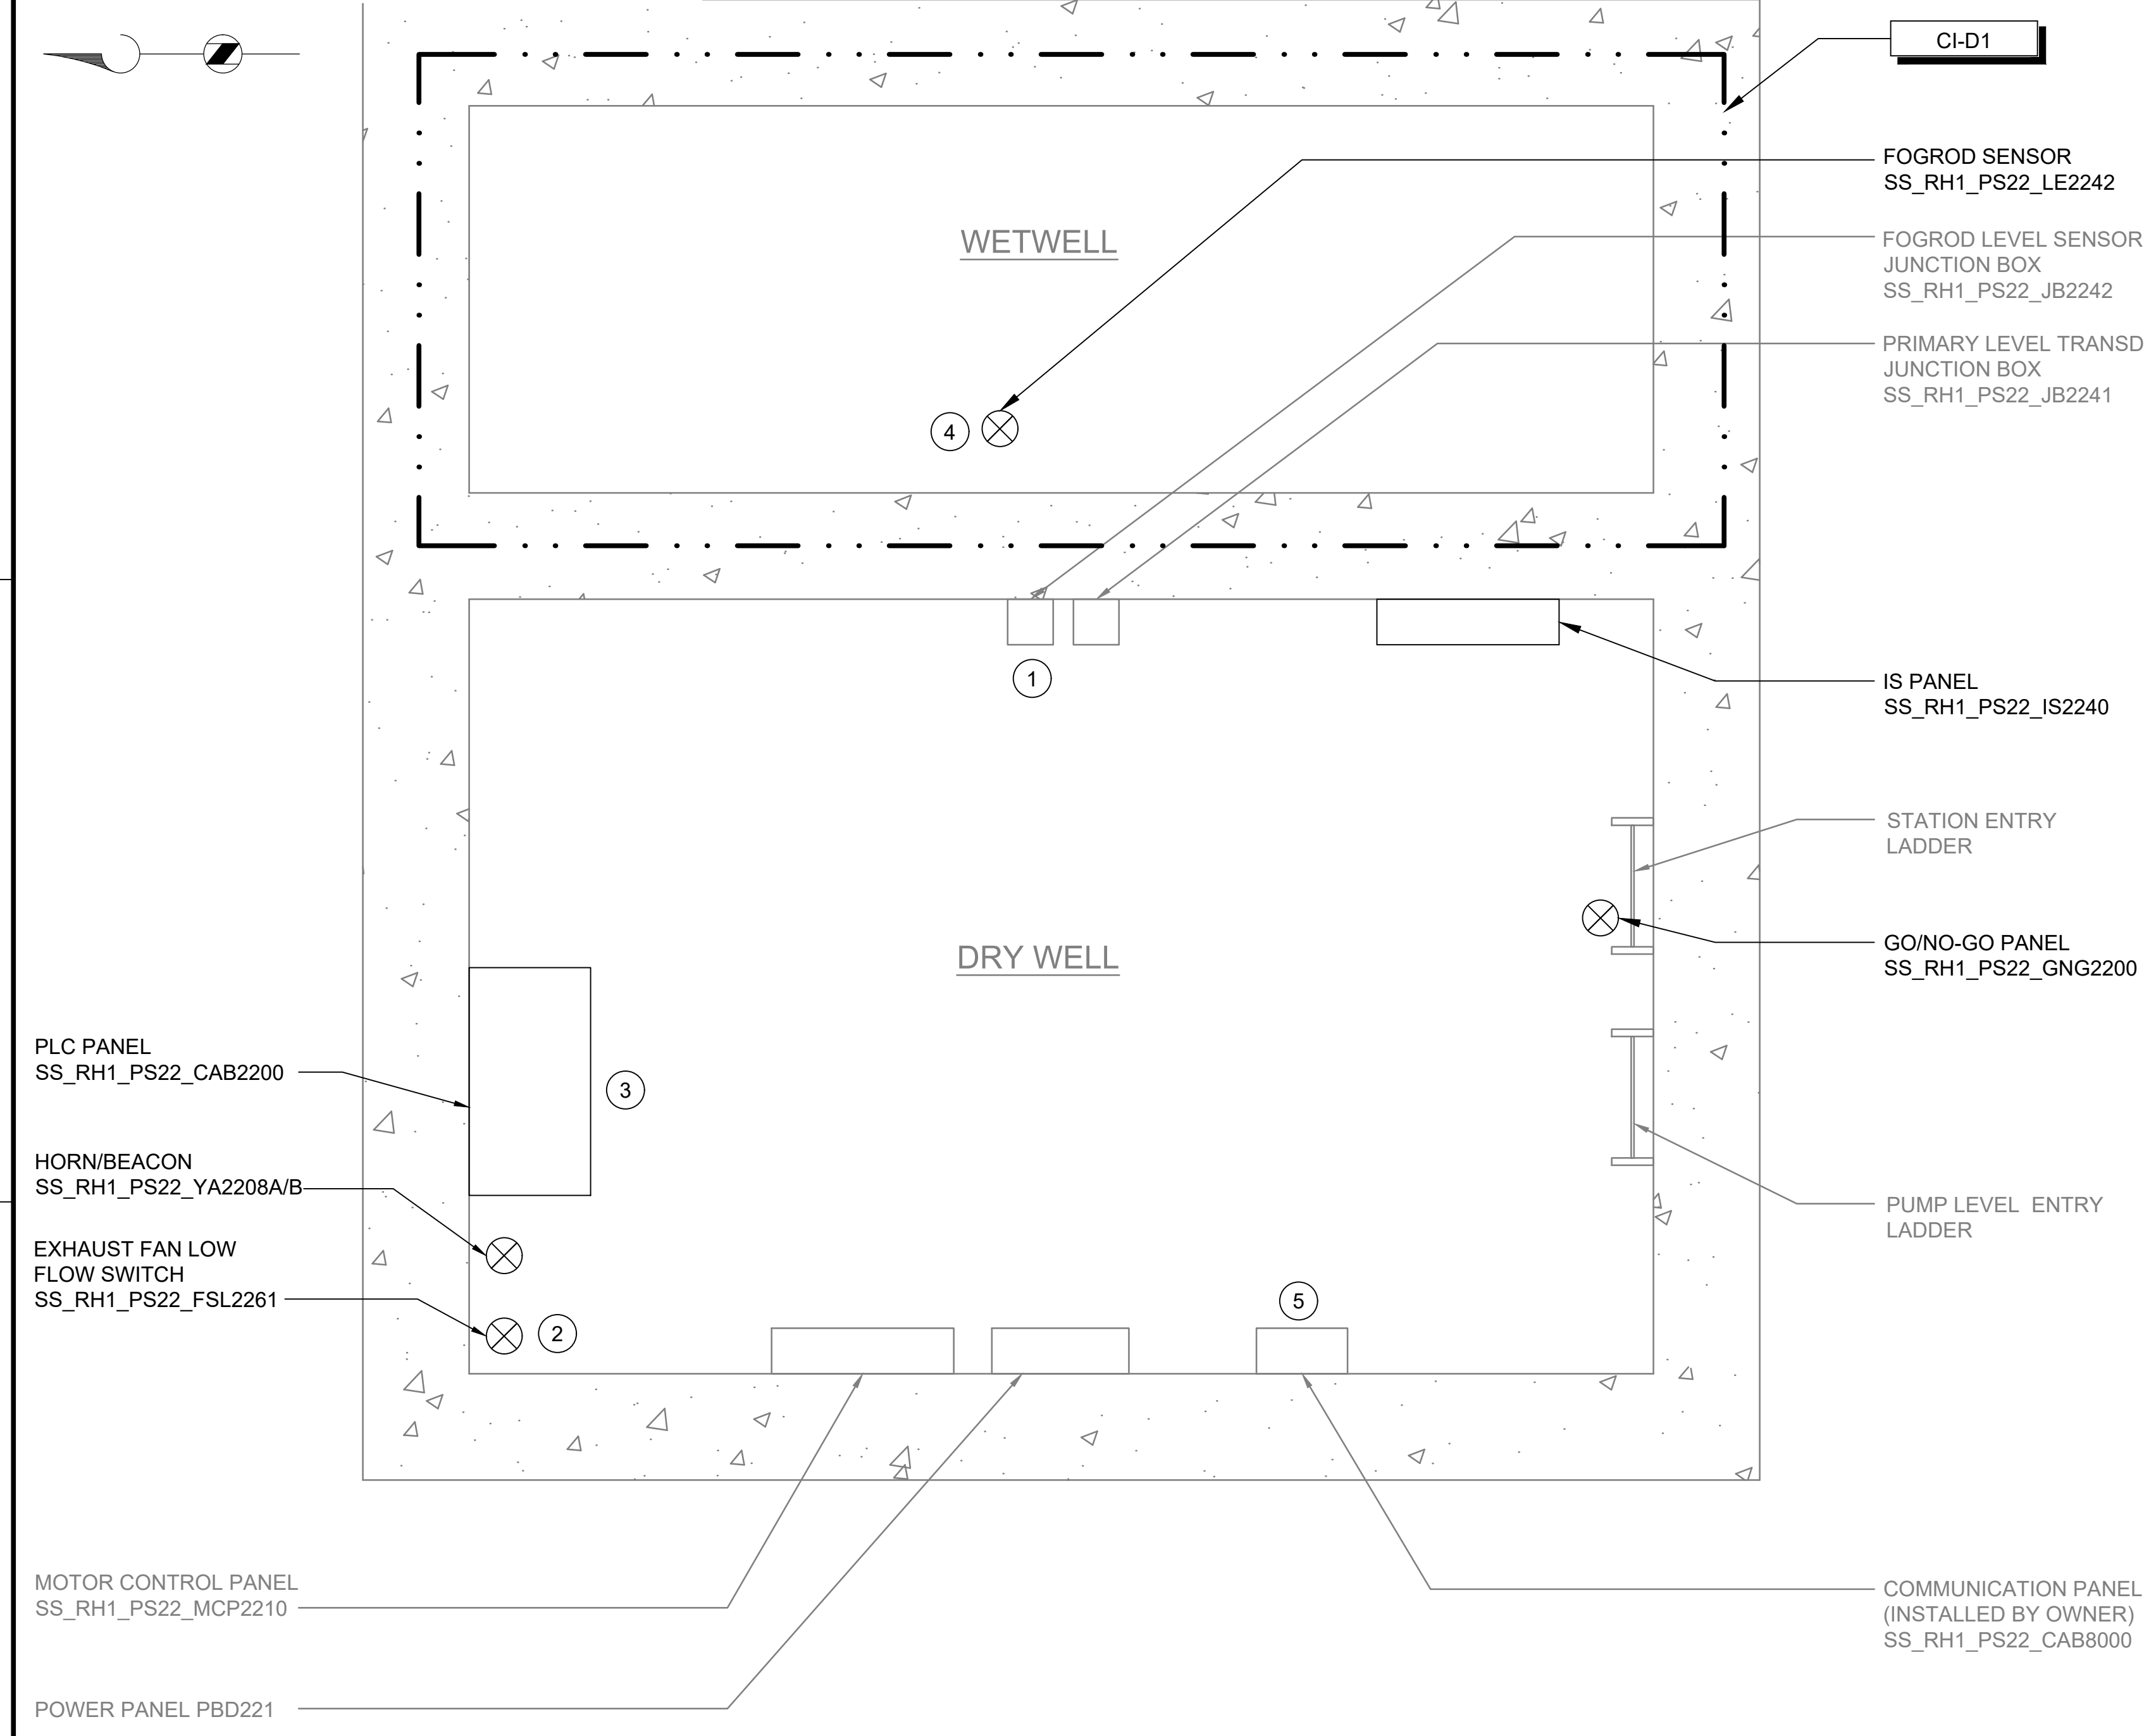 CI-D1
FOGROD SENSOR
SS_RH1_PS22_LE2242
WETWELL
FOGROD LEVEL SENSOR
JUNCTION BOX
SS_RH1_PS22_JB2242
PRIMARY LEVEL TRANSD
JUNCTION BOX
SS_RH1_PS22_JB2241
4
1
IS PANEL
SS_RH1_PS22_IS2240
STATION ENTRY
LADDER
DRY WELL
GO/NO-GO PANEL
SS_RH1_PS22_GNG2200
PLC PANEL
SS_RH1_PS22_CAB2200
3
HORN/BEACON
SS_RH1_PS22_YA2208A/B
PUMP LEVEL ENTRY
LADDER
EXHAUST FAN LOW
FLOW SWITCH
SS_RH1_PS22_FSL2261
2
5
MOTOR CONTROL PANEL
SS_RH1_PS22_MCP2210
COMMUNICATION PANEL
(INSTALLED BY OWNER)
SS_RH1_PS22_CAB8000
POWER PANEL PBD221